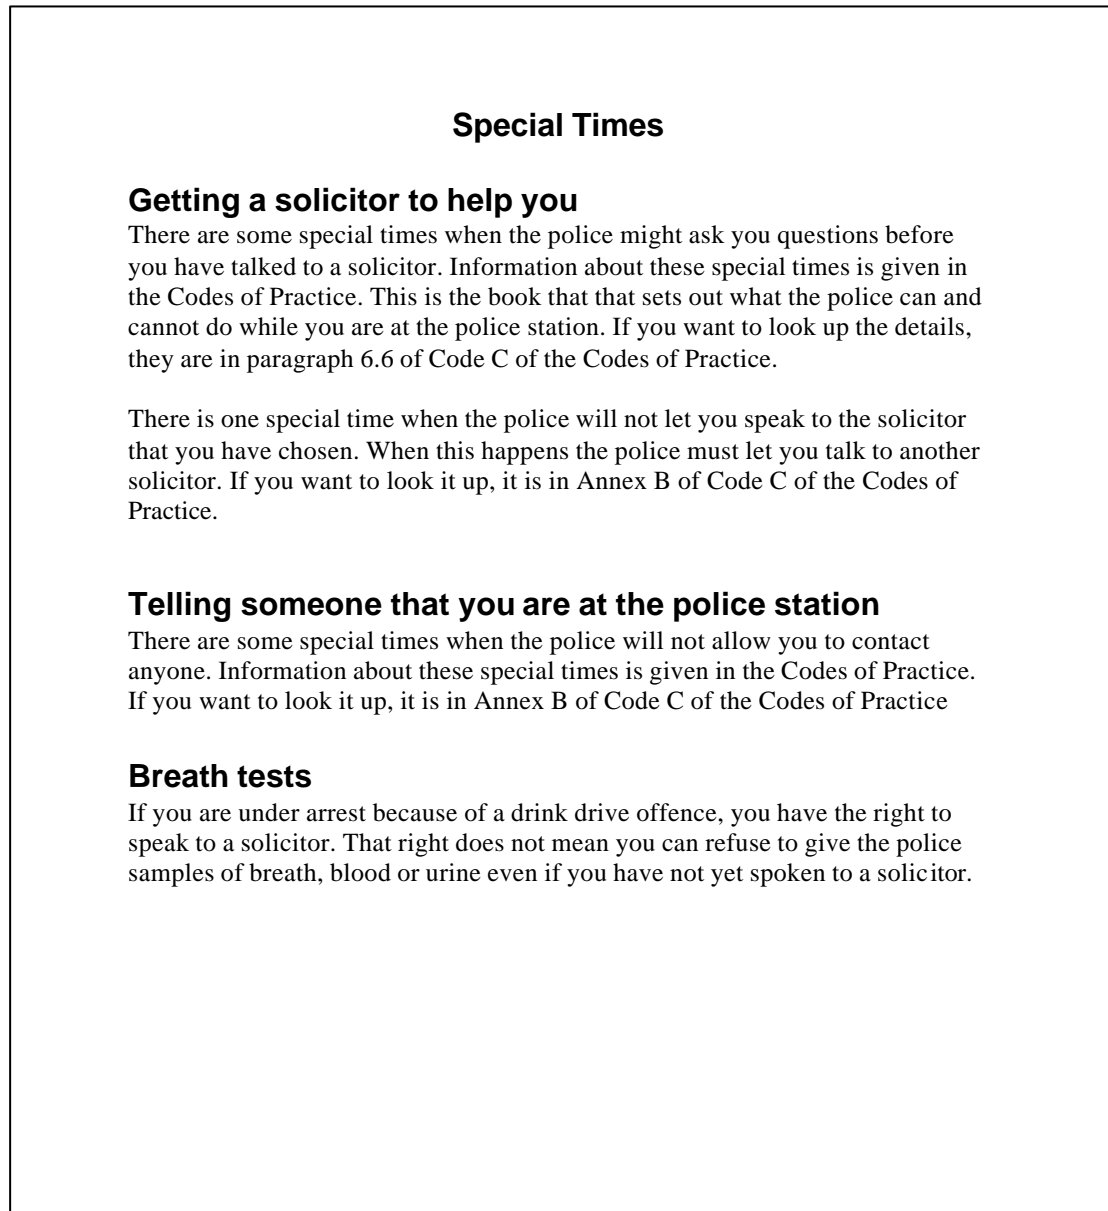 Special Times
Getting a solicitor to help you
There are some special times when the police might ask you questions before
you have talked to a solicitor. Information about these special times is given in
the Codes of Practice. This is the book that that sets out what the police can and
cannot do while you are at the police station. If you want to look up the details,
they are in paragraph 6.6 of Code C of the Codes of Practice.
There is one special time when the police will not let you speak to the solicitor
that you have chosen. When this happens the police must let you talk to another
solicitor. If you want to look it up, it is in Annex B of Code C of the Codes of
Practice.
Telling someone that you are at the police station
There are some special times when the police will not allow you to contact
anyone. Information about these special times is given in the Codes of Practice.
If you want to look it up, it is in Annex B of Code C of the Codes of Practice
Breath tests
If you are under arrest because of a drink drive offence, you have the right to
speak to a solicitor. That right does not mean you can refuse to give the police
samples of breath, blood or urine even if you have not yet spoken to a solicitor.